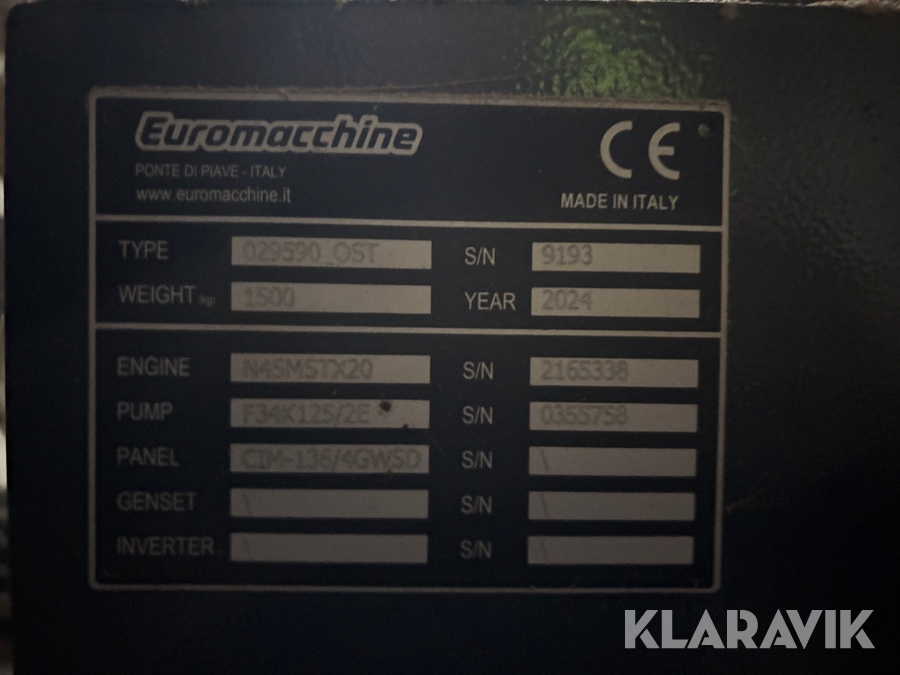 Euromacchine
PONTE DI PIAVE - ITALY
www.euromacchine.it
CE
MADE IN ITALY
TYPE 029590_OST S/N 9193
WEIGHT (kg) 1500 YEAR 2024
ENGINE N45MSTX20 S/N 2165338
PUMP F34K125/2E S/N 0355758
PANEL CIM-136/4GWSD S/N \
GENSET \ S/N \
INVERTER \ S/N \
KLARAVIK